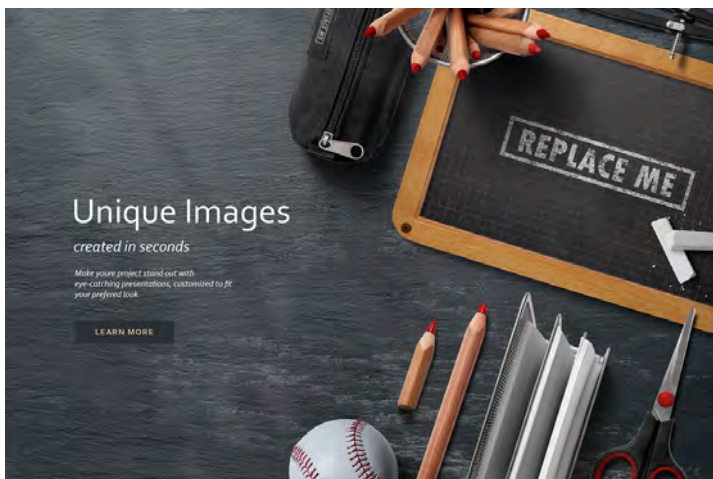 Unique Images
created in seconds
Make youre project stand out with
eye-catching presentations, customized to fit
your prefered look.
LEARN MORE
REPLACE ME